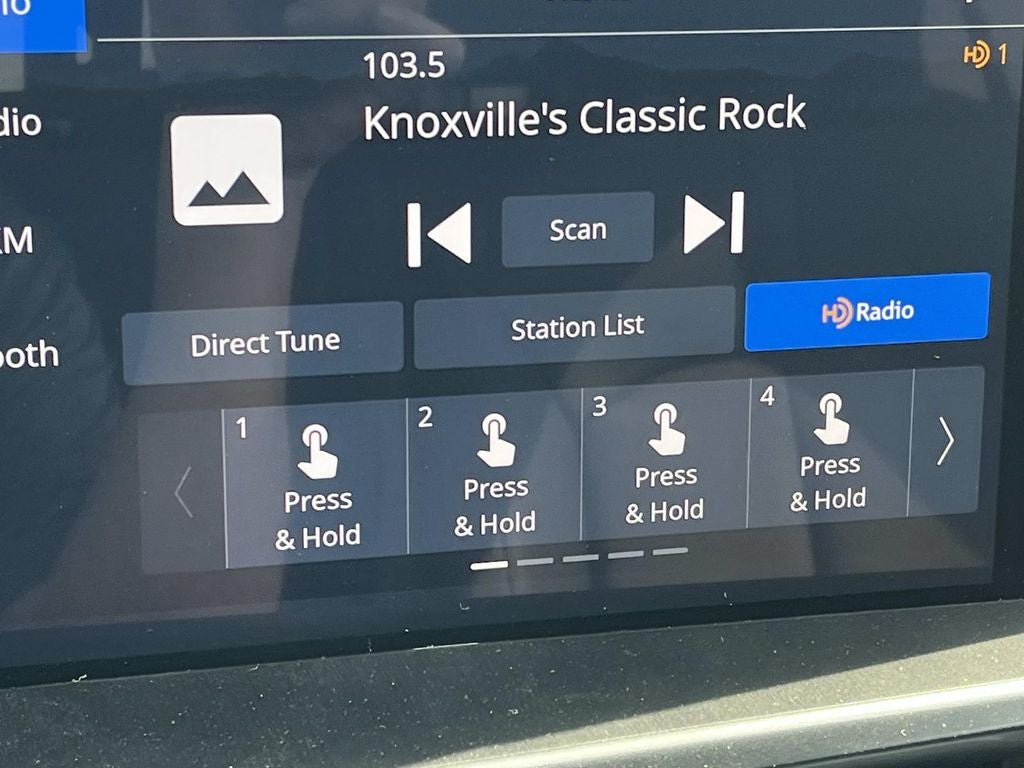 103.5
HD 1
Knoxville's Classic Rock
Scan
Direct Tune
Station List
HD Radio
1
Press
& Hold
2
Press
& Hold
3
Press
& Hold
4
Press
& Hold